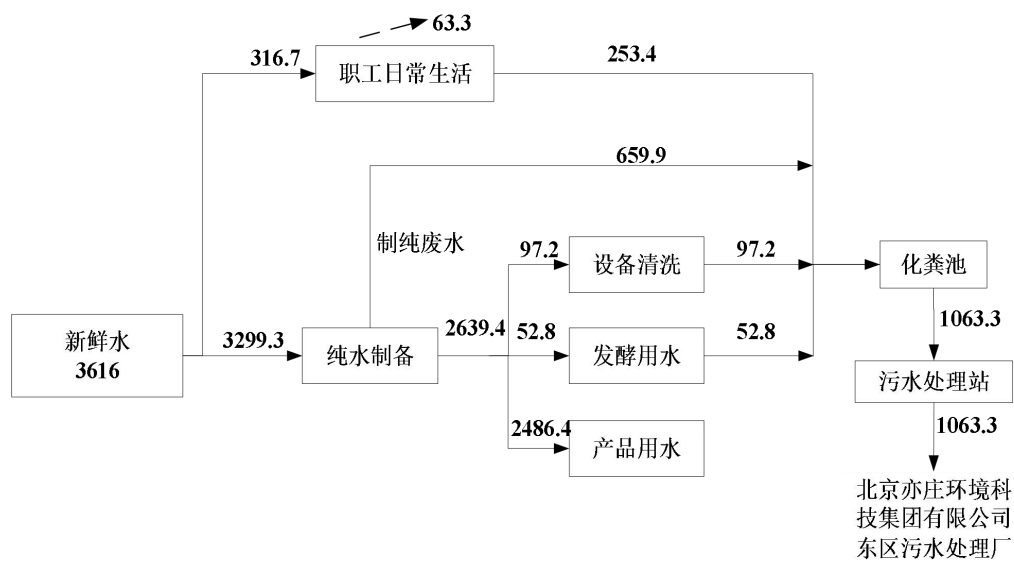 63.3
316.7
职工日常生活
253.4
659.9
制纯废水
97.2
设备清洗
97.2
化粪池
新鲜水
3616
3299.3
纯水制备
2639.4
52.8
发酵用水
52.8
1063.3
污水处理站
2486.4
产品用水
1063.3
北京亦庄环境科
技集团有限公司
东区污水处理厂